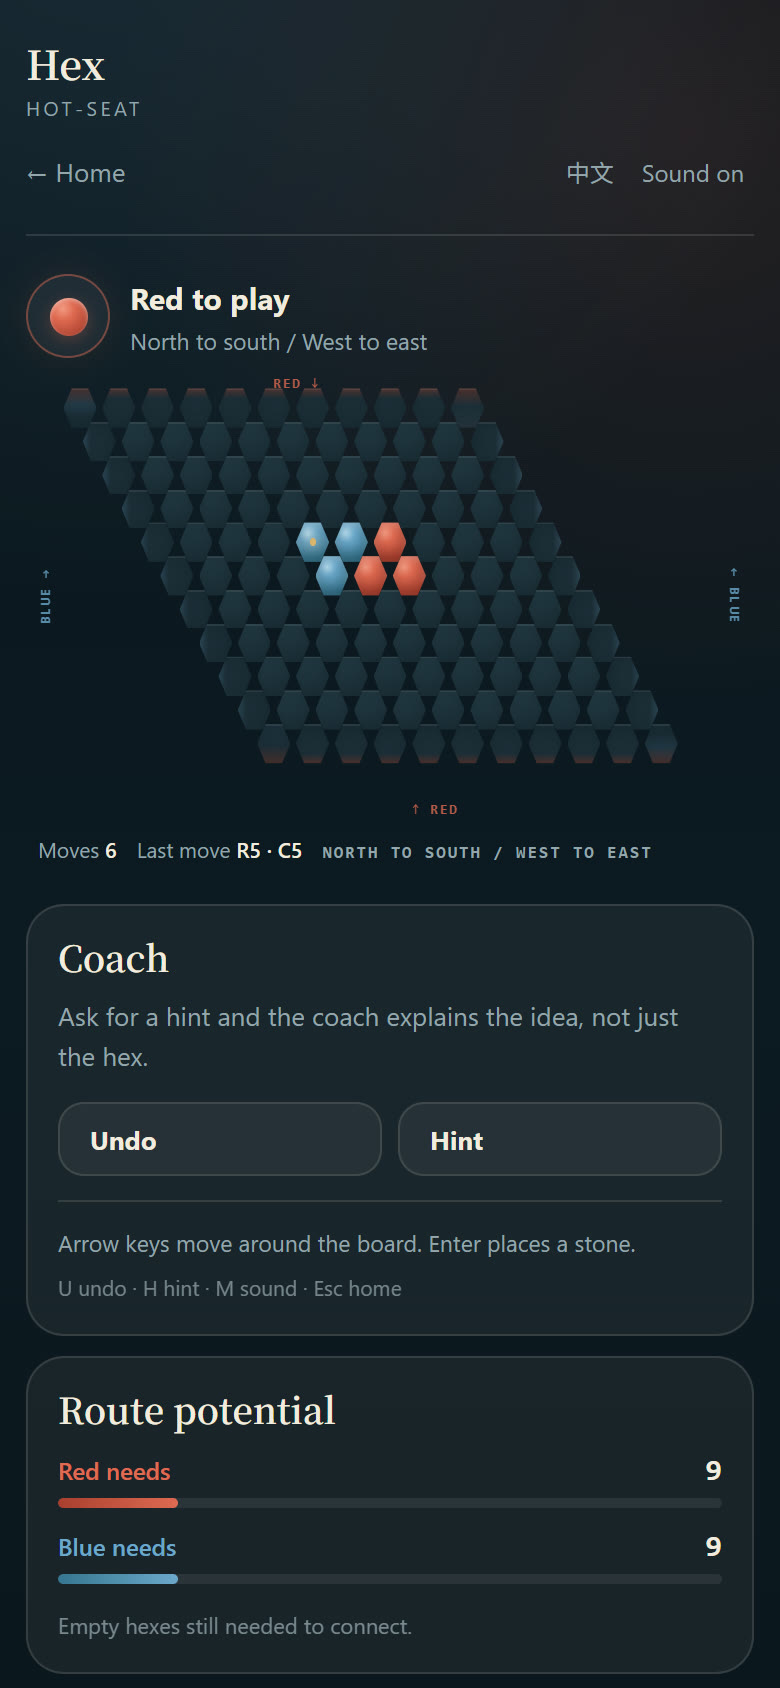 Hex
HOT-SEAT
← Home
中文
Sound on
Red to play
North to south / West to east
RED ↓
BLUE →
BLUE ←
↑ RED
Moves 6 Last move R5 · C5 NORTH TO SOUTH / WEST TO EAST
Coach
Ask for a hint and the coach explains the idea, not just
the hex.
Undo
Hint
Arrow keys move around the board. Enter places a stone.
U undo · H hint · M sound · Esc home
Route potential
Red needs 9
Blue needs 9
Empty hexes still needed to connect.